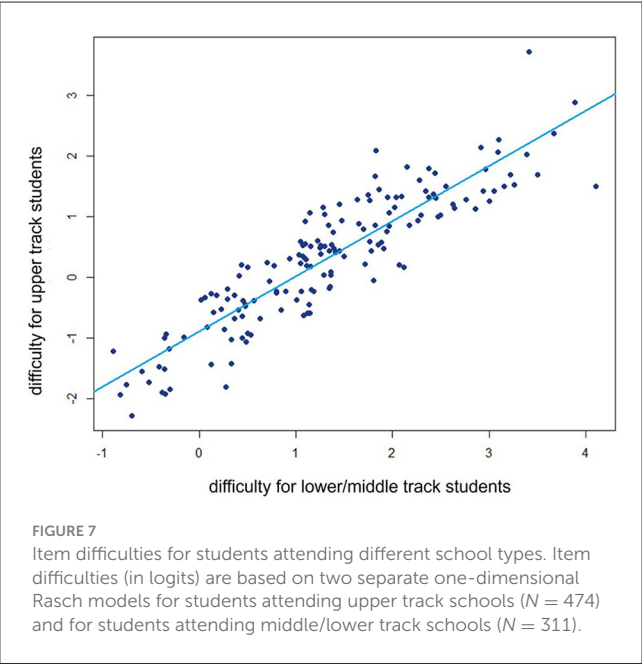 3
2
1
0
-1
-2
difficulty for upper track students
-1
0
1
2
3
4
difficulty for lower/middle track students
FIGURE 7
Item difficulties for students attending different school types. Item
difficulties (in logits) are based on two separate one-dimensional
Rasch models for students attending upper track schools (N = 474)
and for students attending middle/lower track schools (N = 311).